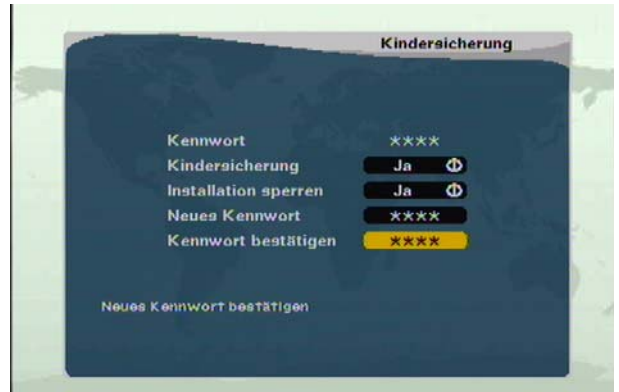 Kindersicherung
Kennwort ****
Kindersicherung Ja
Installation sperren Ja
Neues Kennwort ****
Kennwort bestätigen ****
Neues Kennwort bestätigen